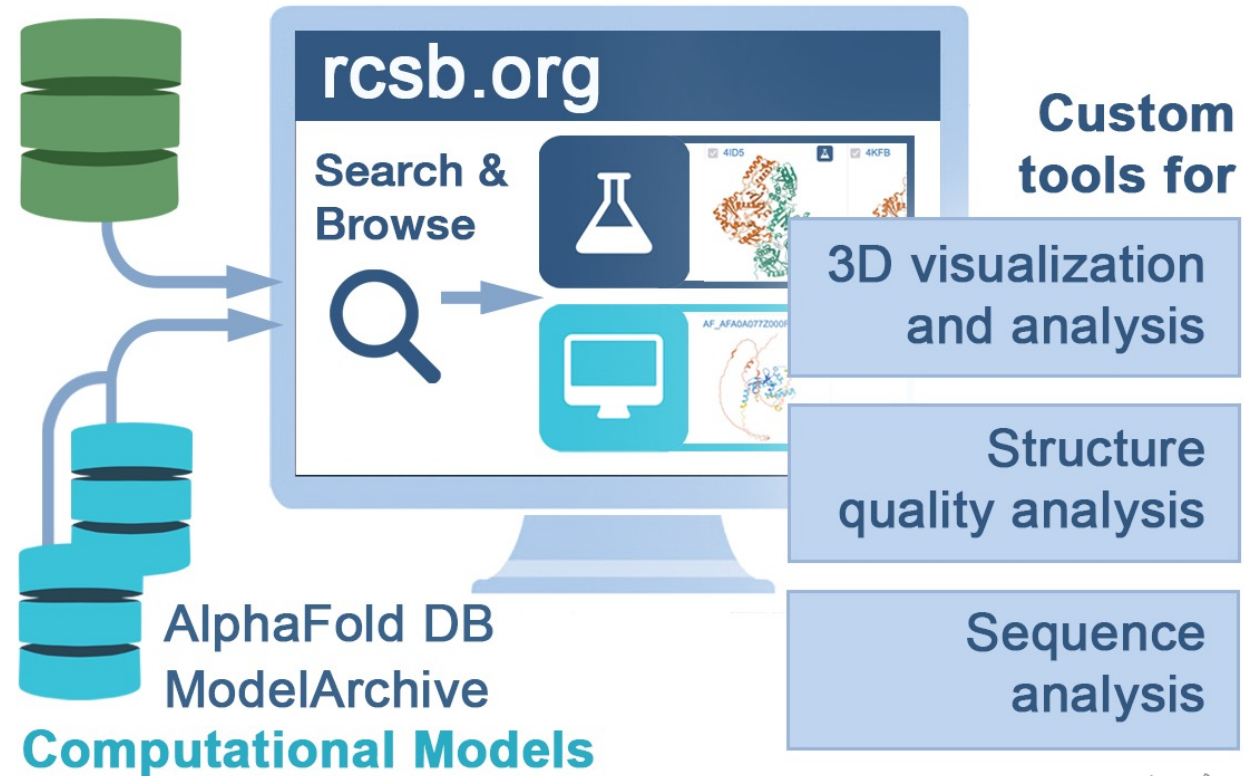 rcsb.org
Search &
Browse
4ID5
4KFB
Custom
tools for
3D visualization
and analysis
Structure
quality analysis
Sequence
analysis
AlphaFold DB
ModelArchive
Computational Models